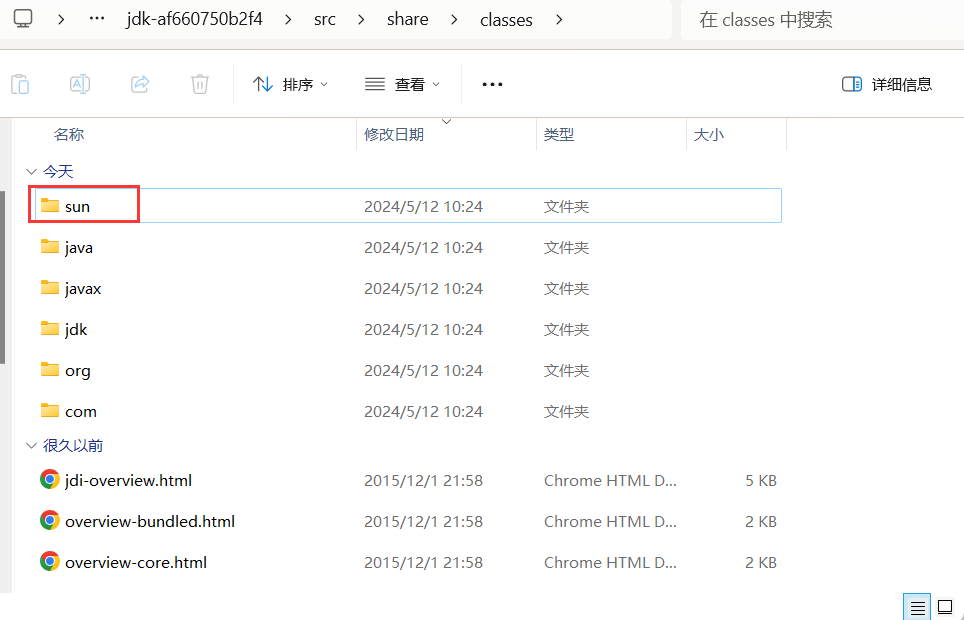 jdk-af660750b2f4 src share classes 在 classes 中搜索
排序 查看 详细信息
名称 修改日期 类型 大小
今天
sun 2024/5/12 10:24 文件夹
java 2024/5/12 10:24 文件夹
javax 2024/5/12 10:24 文件夹
jdk 2024/5/12 10:24 文件夹
org 2024/5/12 10:24 文件夹
com 2024/5/12 10:24 文件夹
很久以前
jdi-overview.html 2015/12/1 21:58 Chrome HTML D... 5 KB
overview-bundled.html 2015/12/1 21:58 Chrome HTML D... 2 KB
overview-core.html 2015/12/1 21:58 Chrome HTML D... 2 KB